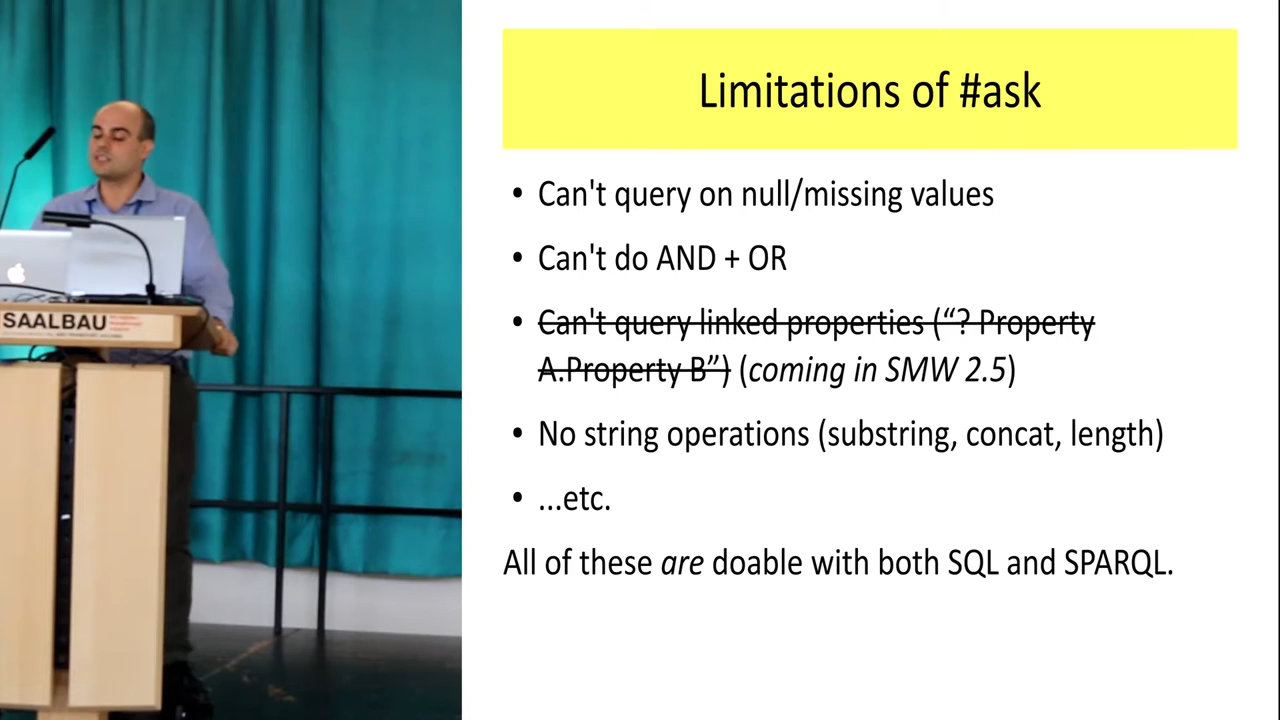 Limitations of #ask
• Can't query on null/missing values
• Can't do AND + OR
• Can't query linked properties (“? Property
A.Property B”) (coming in SMW 2.5)
• No string operations (substring, concat, length)
• ...etc.
All of these are doable with both SQL and SPARQL.
SAALBAU